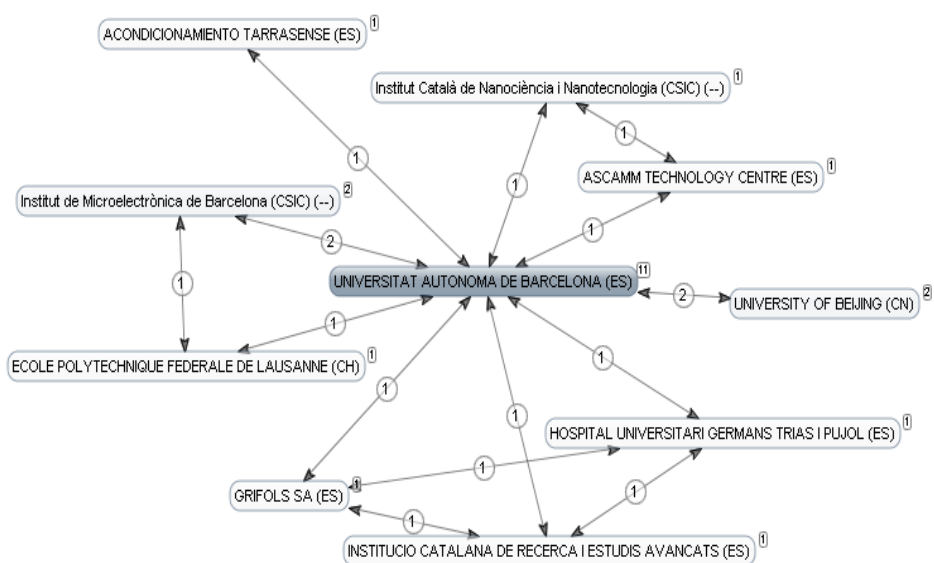 ACONDICIONAMIENTO TARRASENSE (ES) 1
Institut Català de Nanociència i Nanotecnologia (CSIC) (--) 1
1
1
ASCAMM TECHNOLOGY CENTRE (ES) 1
1
Institut de Microelectrònica de Barcelona (CSIC) (--) 2
1
2
UNIVERSITAT AUTONOMA DE BARCELONA (ES) 11
1
2
UNIVERSITY OF BEIJING (CN) 2
1
ECOLE POLYTECHNIQUE FEDERALE DE LAUSANNE (CH) 1
1
1
1
HOSPITAL UNIVERSITARI GERMANS TRIAS I PUJOL (ES) 1
1
GRIFOLS SA (ES) 1
1
1
INSTITUCIO CATALANA DE RECERCA I ESTUDIS AVANCATS (ES) 1